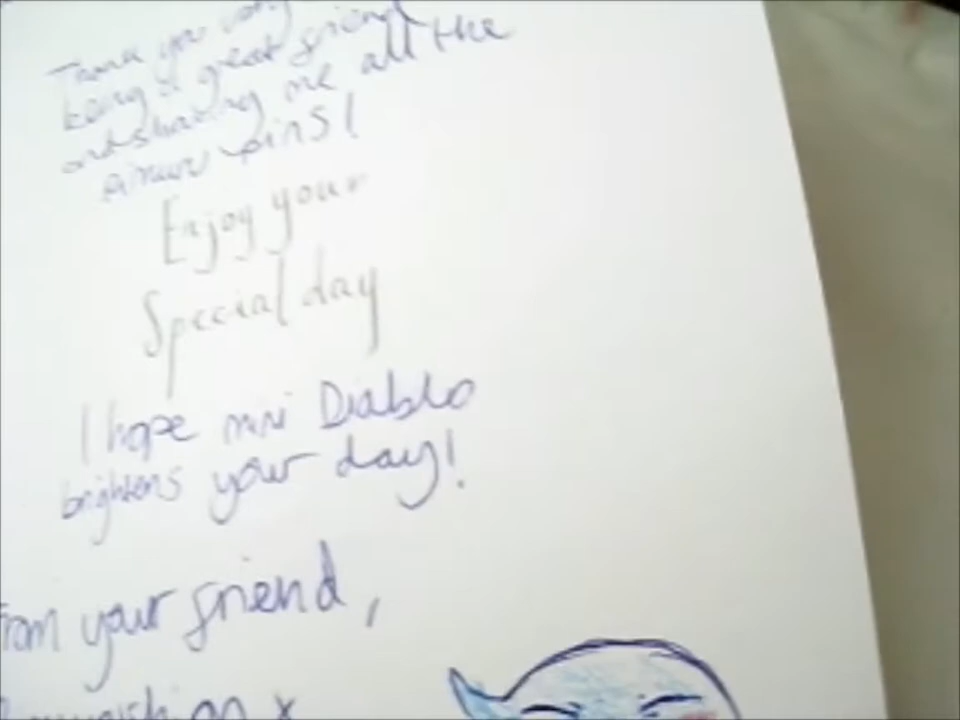 Thank you
being a great friend
and sharing me all the
pins!
Enjoy your
Special day
I hope mini Diablo
brightens your day!
From your friend,
x